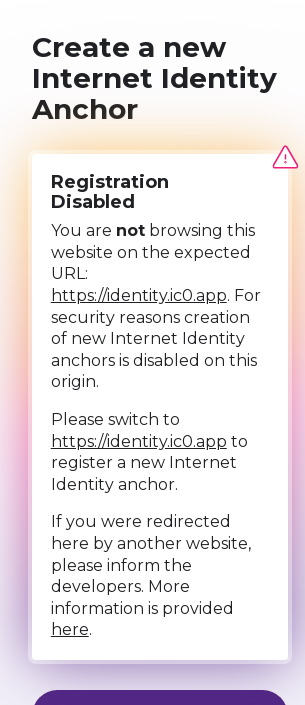 Create a new
Internet Identity
Anchor
Registration
Disabled
You are not browsing this
website on the expected
URL:
https://identity.ic0.app. For
security reasons creation
of new Internet Identity
anchors is disabled on this
origin.
Please switch to
https://identity.ic0.app to
register a new Internet
Identity anchor.
If you were redirected
here by another website,
please inform the
developers. More
information is provided
here.